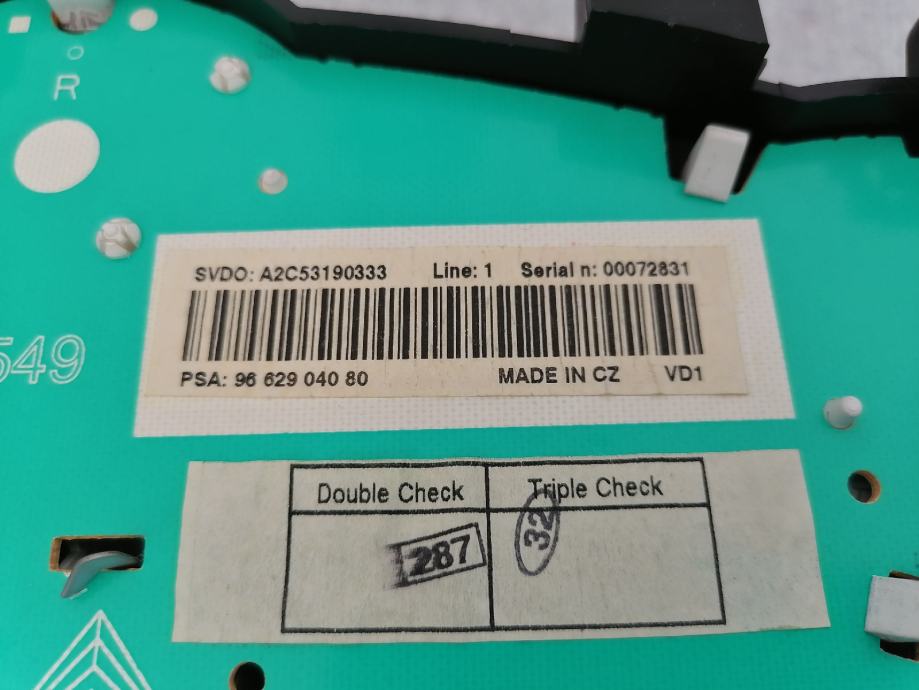 R
SVDO: A2C53190333 Line: 1 Serial n: 00072831
PSA: 96 629 040 80 MADE IN CZ VD1
549
Double Check Triple Check
287 32